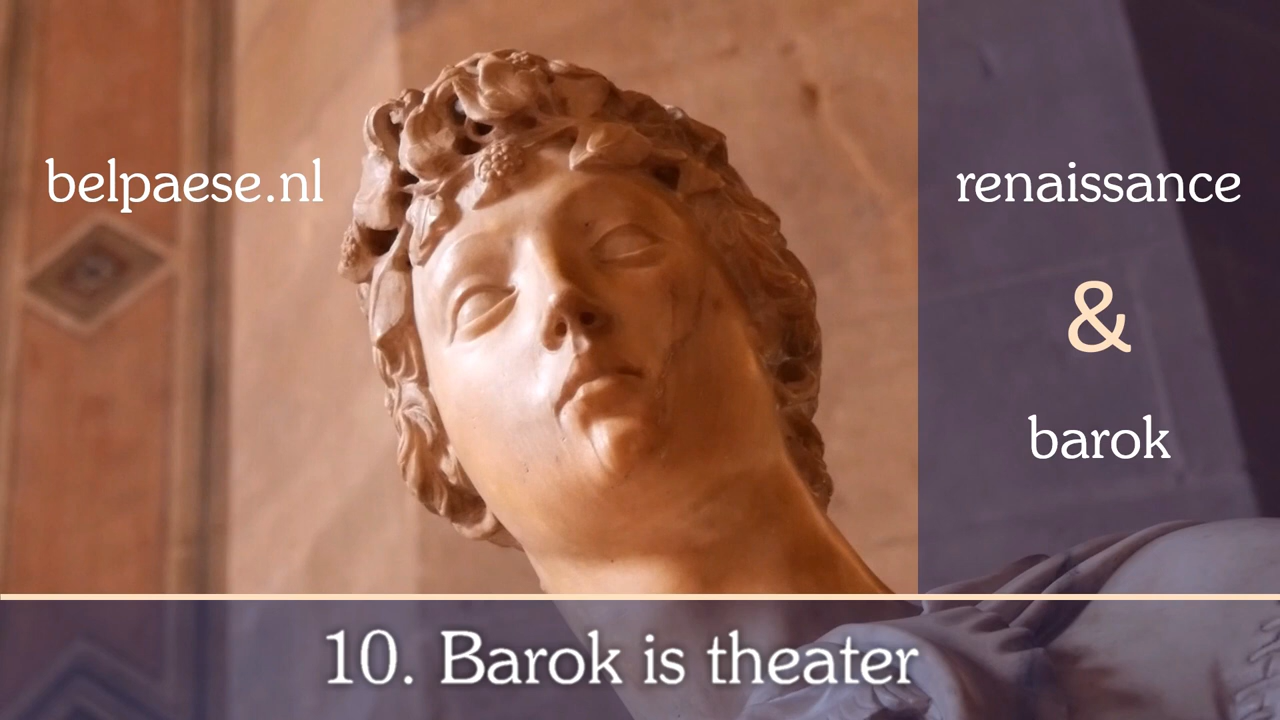 belpaese.nl
renaissance
&
barok
10. Barok is theater